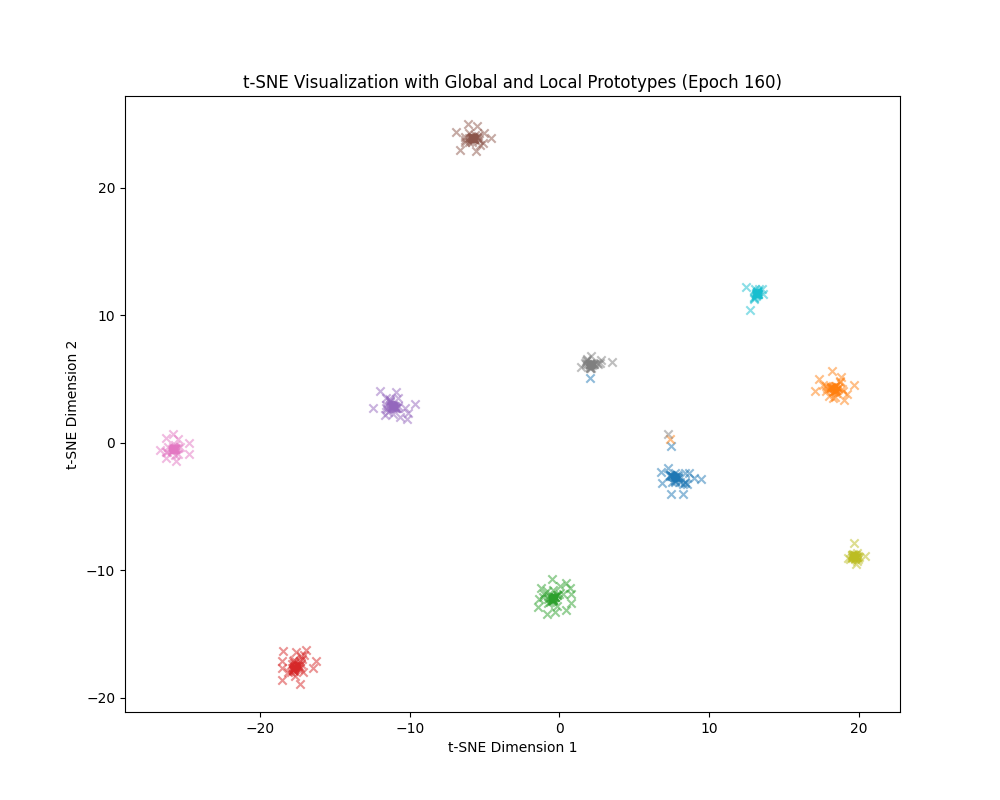 t-SNE Visualization with Global and Local Prototypes (Epoch 160)
20
10
0
−10
−20
t-SNE Dimension 2
−20 −10 0 10 20
t-SNE Dimension 1